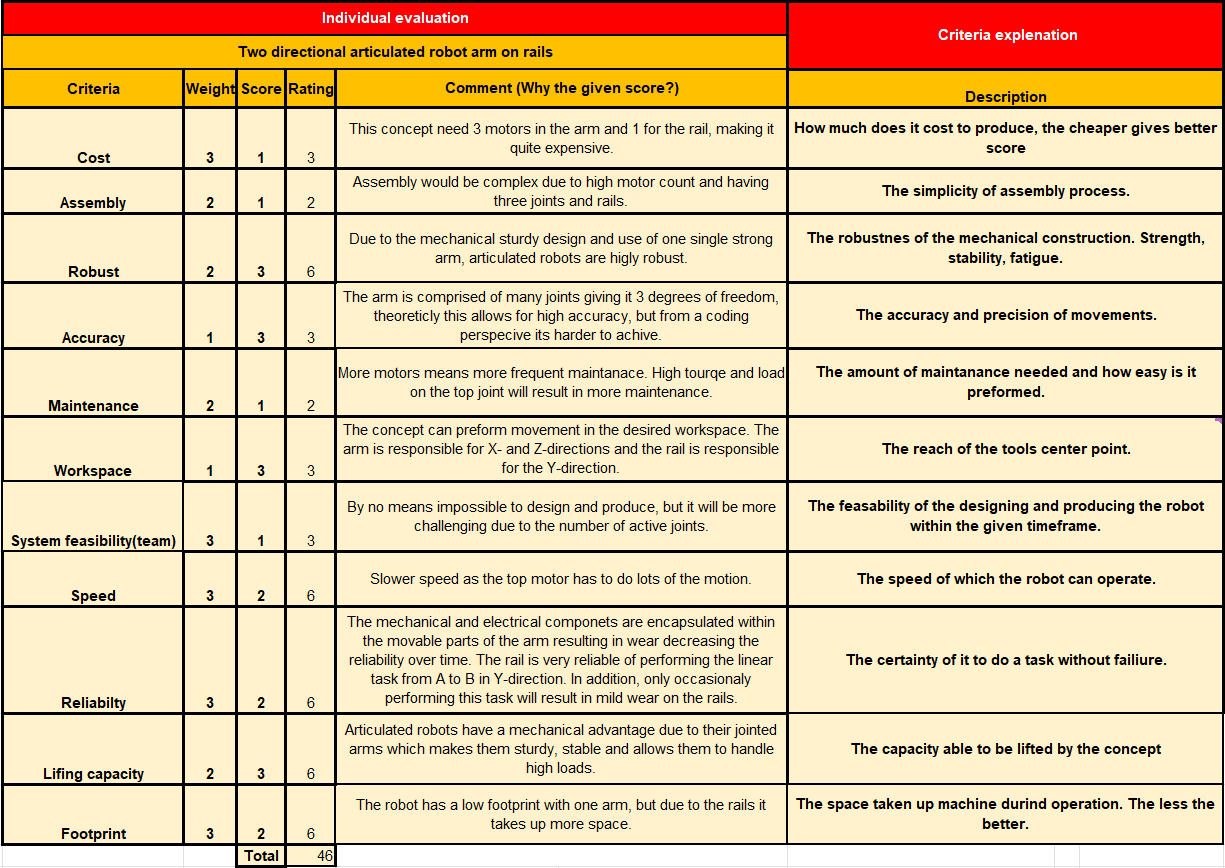 Individual evaluation
Criteria explenation
Two directional articulated robot arm on rails
Criteria Weight Score Rating Comment (Why the given score?) Description
Cost 3 1 3
This concept need 3 motors in the arm and 1 for the rail, making it
quite expensive.
How much does it cost to produce, the cheaper gives better
score
Assembly 2 1 2
Assembly would be complex due to high motor count and having
three joints and rails.
The simplicity of assembly process.
Robust 2 3 6
Due to the mechanical sturdy design and use of one single strong
arm, articulated robots are higly robust.
The robustnes of the mechanical construction. Strength,
stability, fatigue.
Accuracy 1 3 3
The arm is comprised of many joints giving it 3 degrees of freedom,
theoreticly this allows for high accuracy, but from a coding
perspecive its harder to achive.
The accuracy and precision of movements.
Maintenance 2 1 2
More motors means more frequent maintanace. High tourqe and load
on the top joint will result in more maintenance.
The amount of maintanance needed and how easy is it
preformed.
Workspace 1 3 3
The concept can preform movement in the desired workspace. The
arm is responsible for X- and Z-directions and the rail is responsible
for the Y-direction.
The reach of the tools center point.
System feasibility(team) 3 1 3
By no means impossible to design and produce, but it will be more
challenging due to the number of active joints.
The feasability of the designing and producing the robot
within the given timeframe.
Speed 3 2 6
Slower speed as the top motor has to do lots of the motion.
The speed of which the robot can operate.
Reliabilty 3 2 6
The mechanical and electrical componets are encapsulated within
the movable parts of the arm resulting in wear decreasing the
reliability over time. The rail is very reliable of performing the linear
task from A to B in Y-direction. In addition, only occasionaly
performing this task will result in mild wear on the rails.
The certainty of it to do a task without failiure.
Lifing capacity 2 3 6
Articulated robots have a mechanical advantage due to their jointed
arms which makes them sturdy, stable and allows them to handle
high loads.
The capacity able to be lifted by the concept
Footprint 3 2 6
The robot has a low footprint with one arm, but due to the rails it
takes up more space.
The space taken up machine durind operation. The less the
better.
Total 46